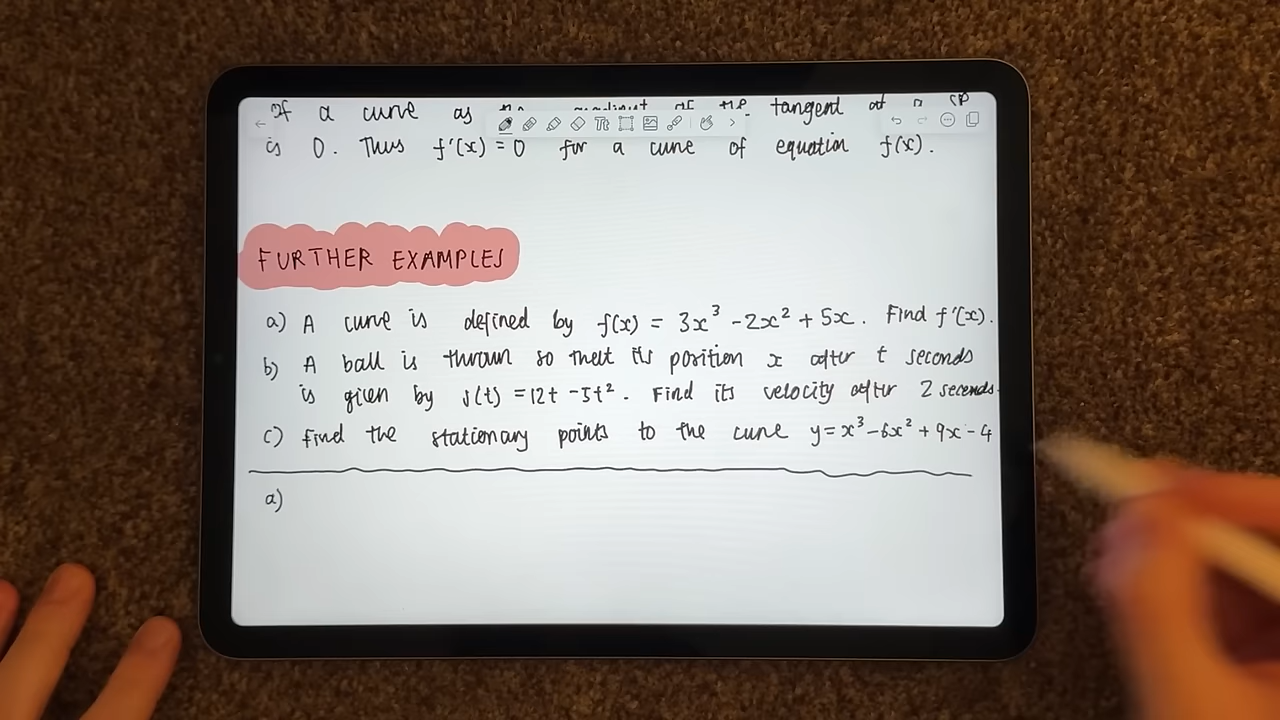 of a curve as the gradient of the tangent at a SP
is 0. Thus f'(x) = 0 for a curve of equation f(x).
FURTHER EXAMPLES
a) A curve is defined by f(x) = 3x³ - 2x² + 5x. Find f'(x).
b) A ball is thrown so that its position x after t seconds
is given by s(t) = 12t - 5t². Find its velocity after 2 seconds.
c) Find the stationary points to the curve y = x³ - 6x² + 9x - 4
a)